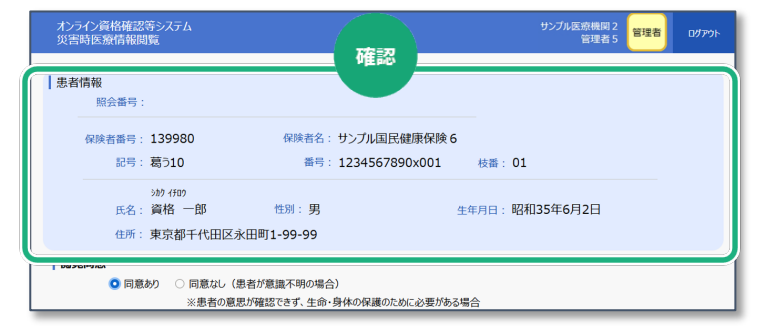 オンライン資格確認等システム
災害時医療情報閲覧
サンプル医療機関2
管理者5
管理者
ログアウト
確認
患者情報
照会番号:
保険者番号: 139980 保険者名: サンプル国民健康保険6
記号: 葛う10 番号: 1234567890x001 枝番: 01
シカク イチロウ
氏名: 資格 一郎 性別: 男 生年月日: 昭和35年6月2日
住所: 東京都千代田区永田町1-99-99
閲覧同意
同意あり 同意なし(患者が意識不明の場合)
※患者の意思が確認できず、生命・身体の保護のために必要がある場合